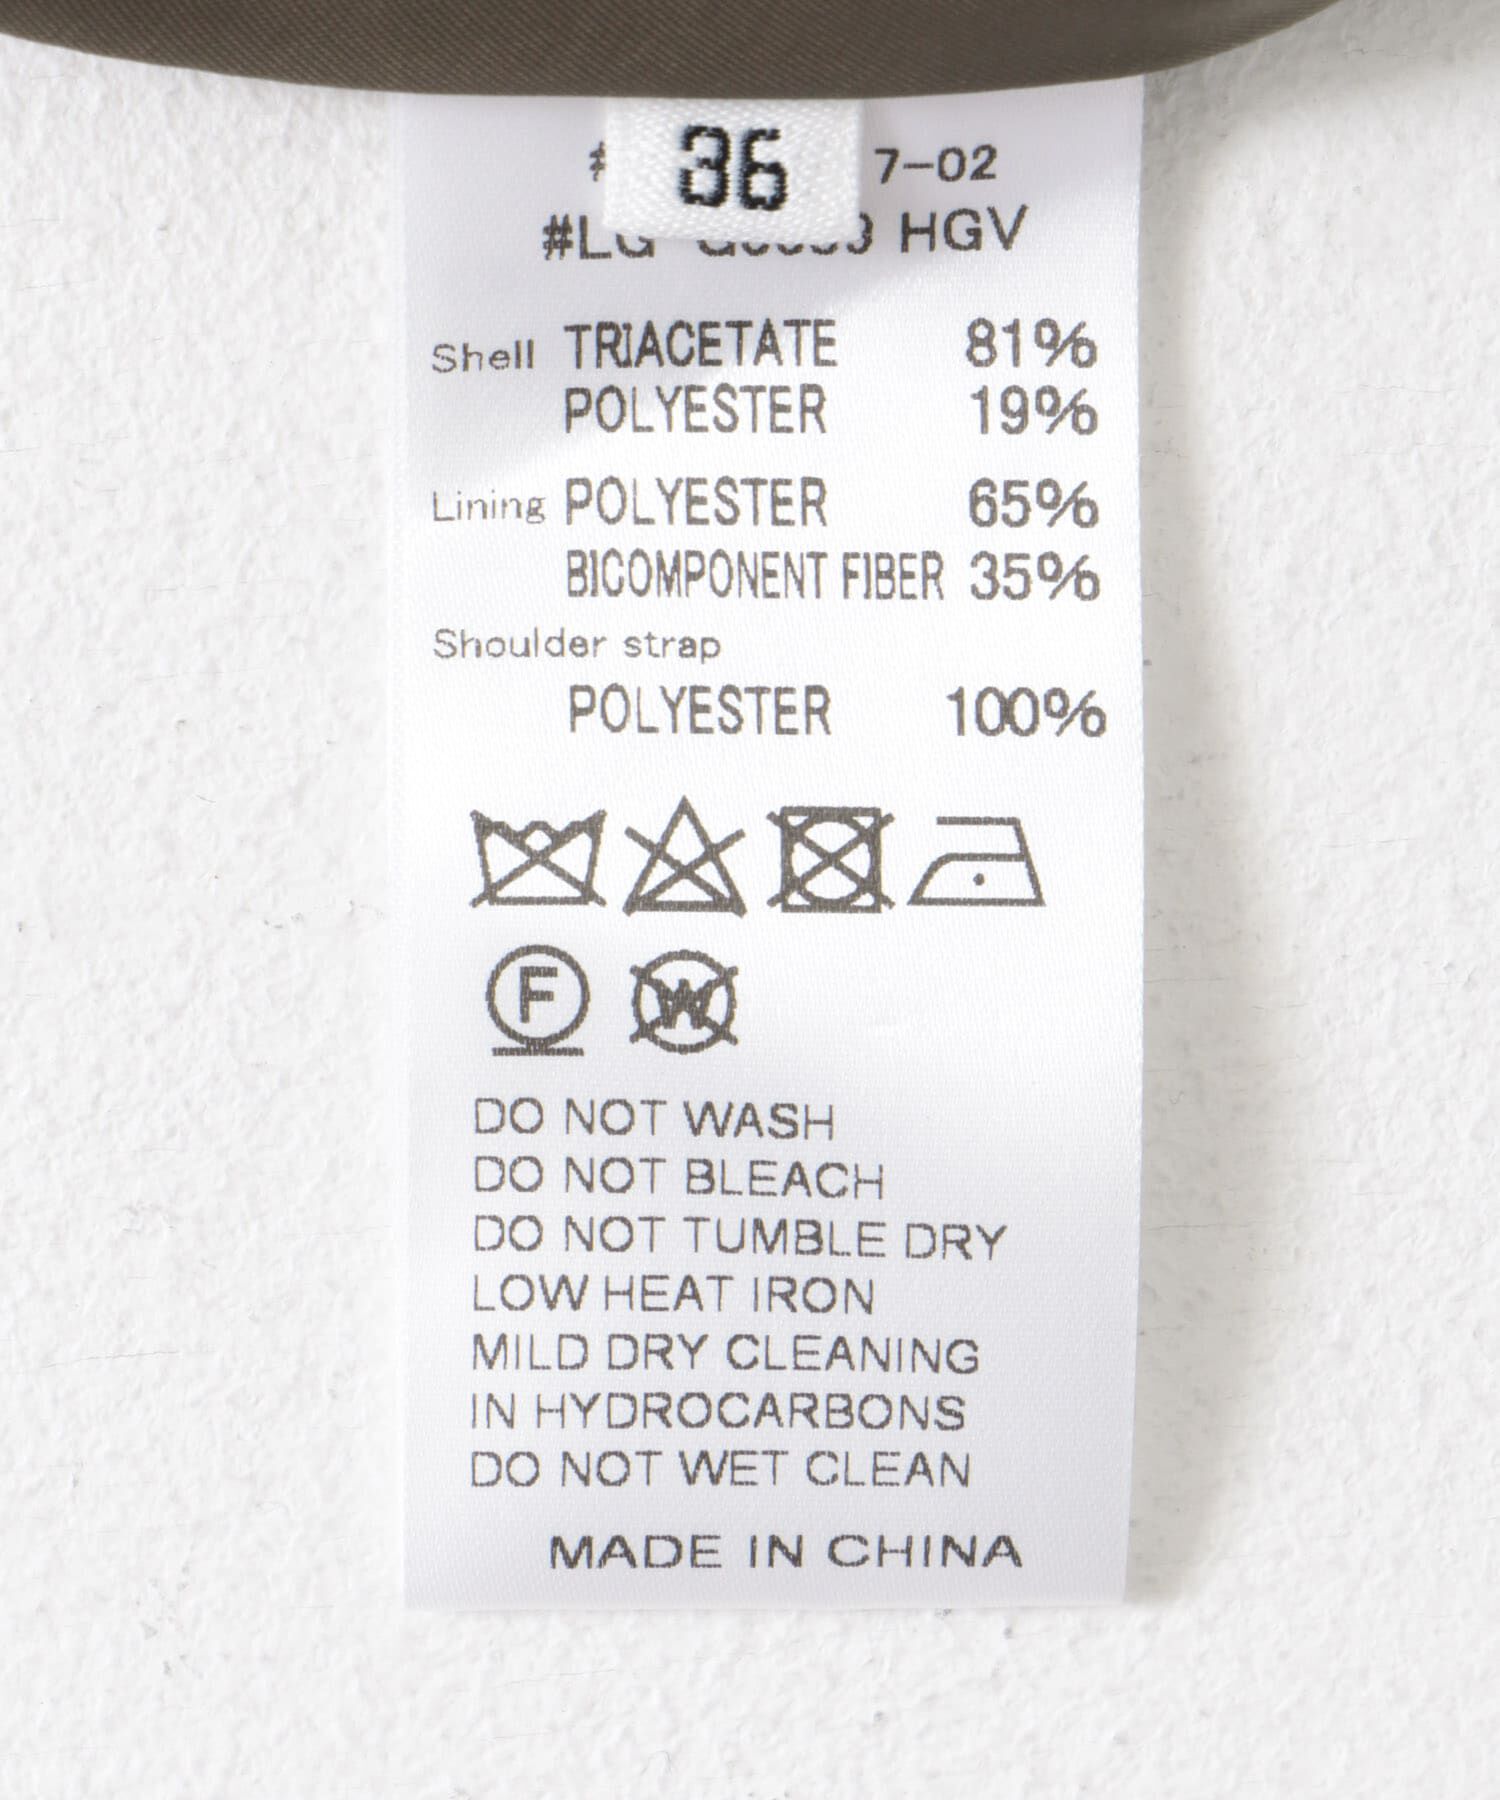 36
7-02
HGV
Shell TRIACETATE 81%
POLYESTER 19%
Lining POLYESTER 65%
BICOMPONENT FIBER 35%
Shoulder strap
POLYESTER 100%
F W
DO NOT WASH
DO NOT BLEACH
DO NOT TUMBLE DRY
LOW HEAT IRON
MILD DRY CLEANING
IN HYDROCARBONS
DO NOT WET CLEAN
MADE IN CHINA